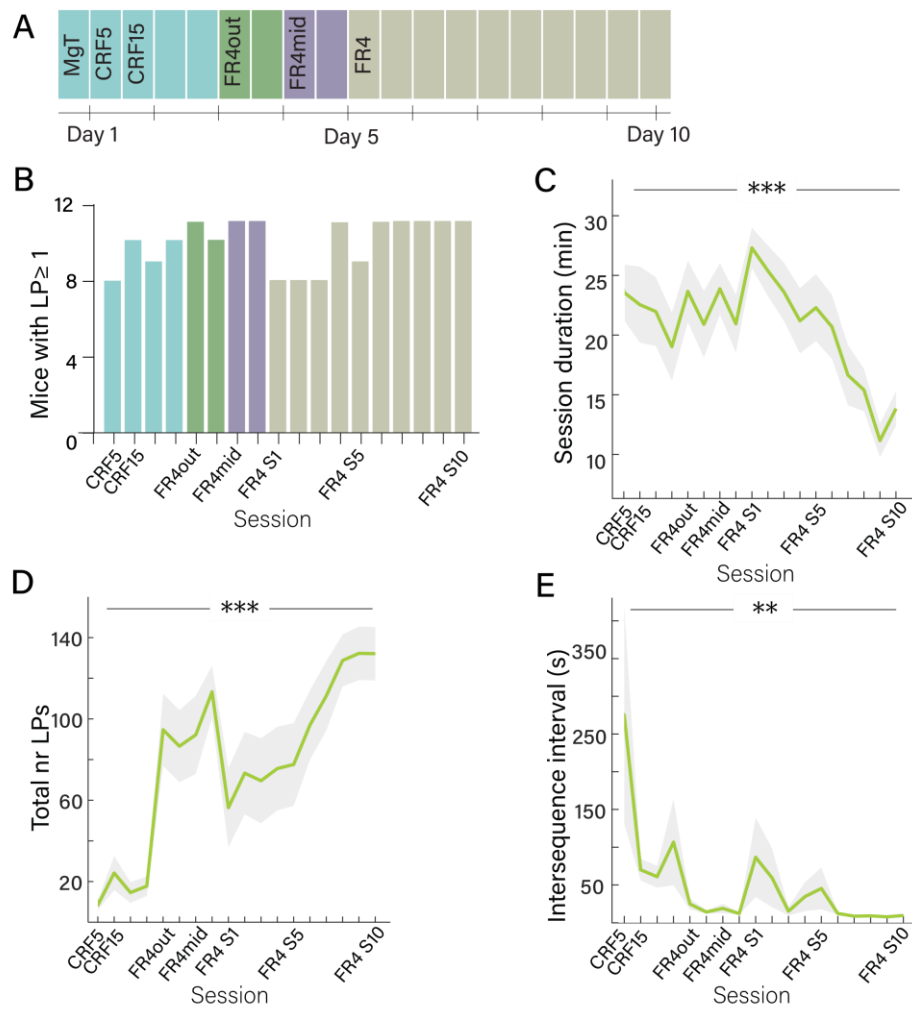 A
MgT
CRF5
CRF15
FR4out
FR4mid
FR4
Day 1
Day 5
Day 10
B
Mice with LP≥ 1
12
8
4
0
CRF5
CRF15
FR4out
FR4mid
FR4 S1
FR4 S5
FR4 S10
Session
C
***
Session duration (min)
30
25
20
15
10
CRF5
CRF15
FR4out
FR4mid
FR4 S1
FR4 S5
FR4 S10
Session
D
***
Total nr LPs
140
100
60
20
CRF5
CRF15
FR4out
FR4mid
FR4 S1
FR4 S5
FR4 S10
Session
E
**
Intersequence interval (s)
350
250
150
50
CRF5
CRF15
FR4out
FR4mid
FR4 S1
FR4 S5
FR4 S10
Session